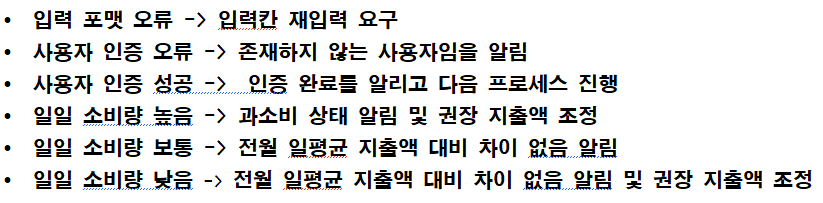 • 입력 포맷 오류 -> 입력칸 재입력 요구
• 사용자 인증 오류 -> 존재하지 않는 사용자임을 알림
• 사용자 인증 성공 -> 인증 완료를 알리고 다음 프로세스 진행
• 일일 소비량 높음 -> 과소비 상태 알림 및 권장 지출액 조정
• 일일 소비량 보통 -> 전월 일평균 지출액 대비 차이 없음 알림
• 일일 소비량 낮음 -> 전월 일평균 지출액 대비 차이 없음 알림 및 권장 지출액 조정